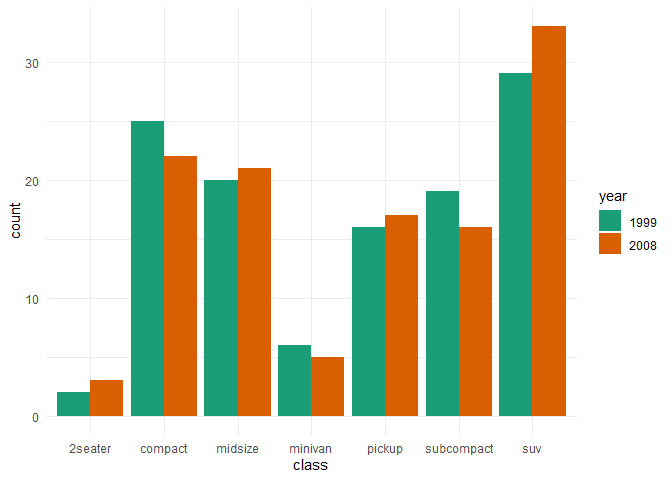 30
20
10
0
count
2seater compact midsize minivan pickup subcompact suv
class
year
1999
2008